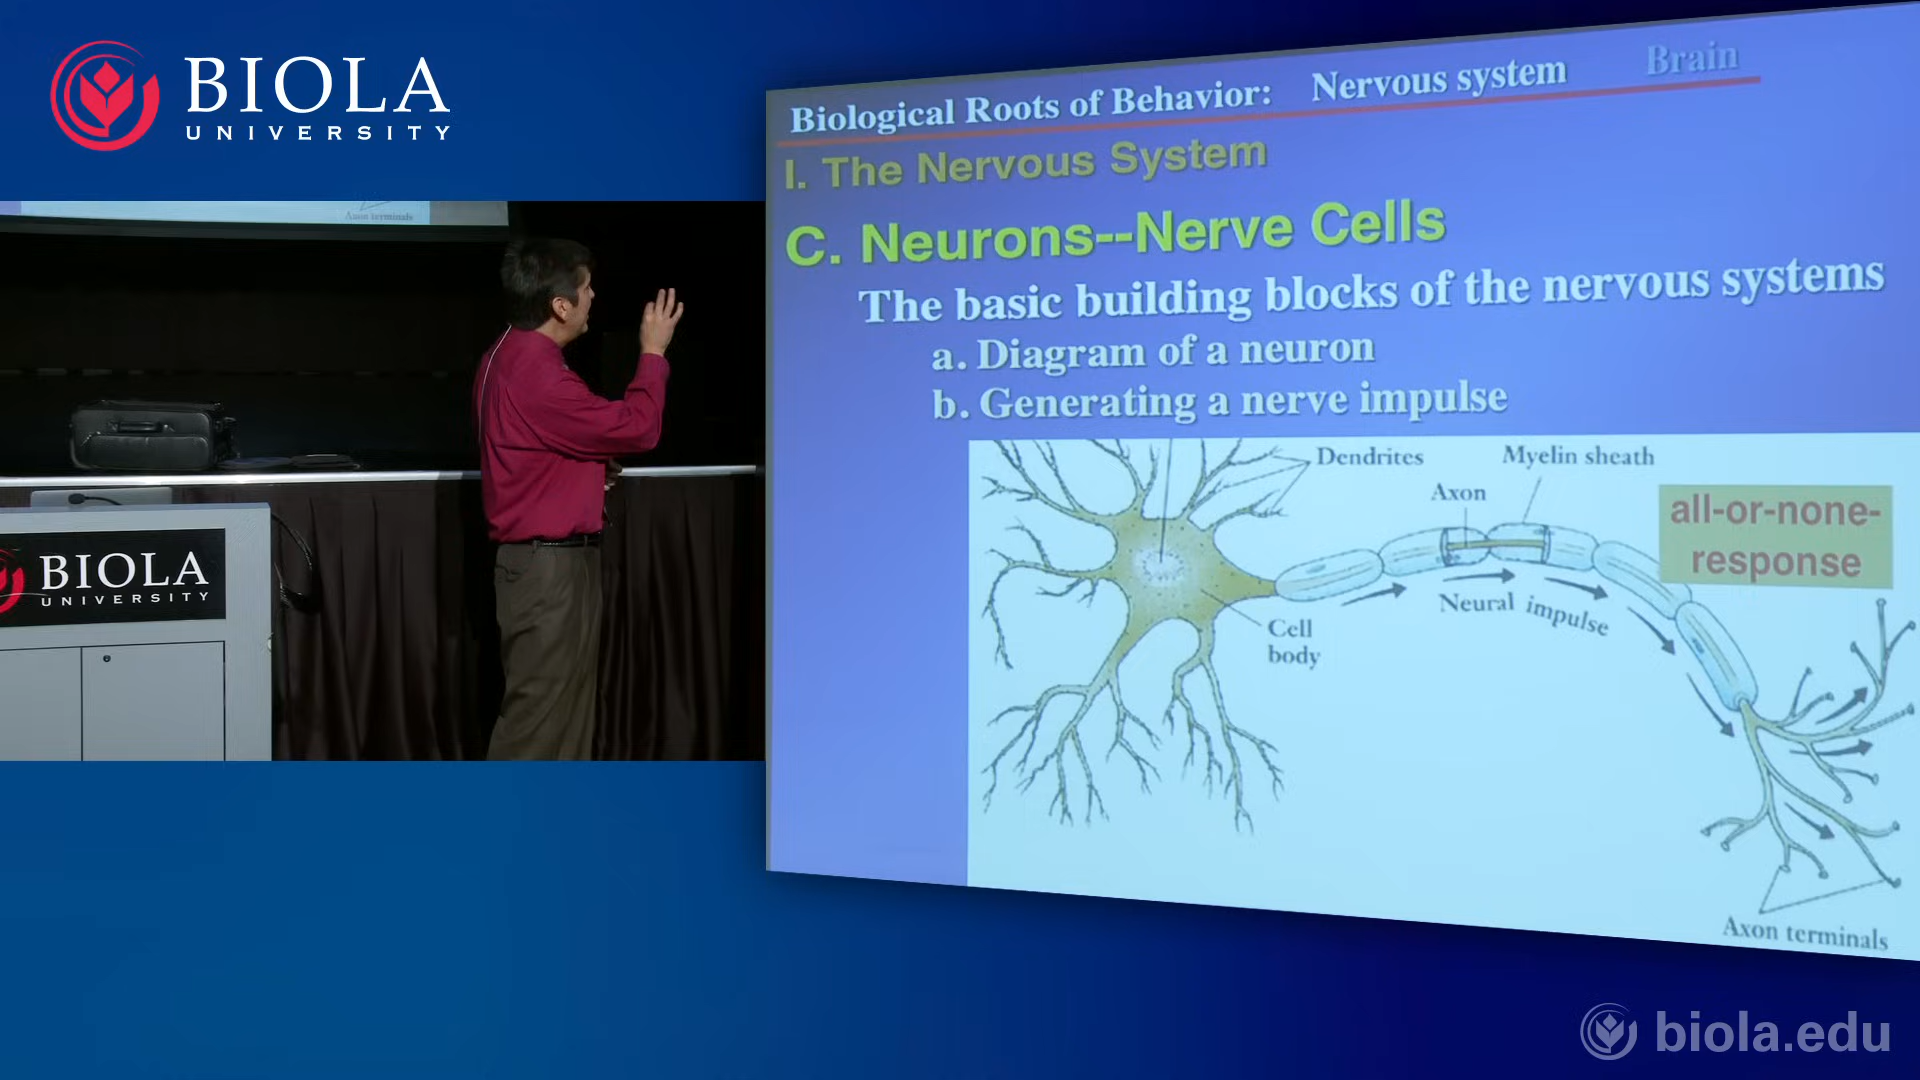 BIOLA
UNIVERSITY
Biological Roots of Behavior: Nervous system Brain
I. The Nervous System
C. Neurons--Nerve Cells
The basic building blocks of the nervous systems
a. Diagram of a neuron
b. Generating a nerve impulse
Dendrites
Myelin sheath
Axon
all-or-none-
response
Neural impulse
Cell
body
Axon terminals
Axon terminals
BIOLA
UNIVERSITY
biola.edu